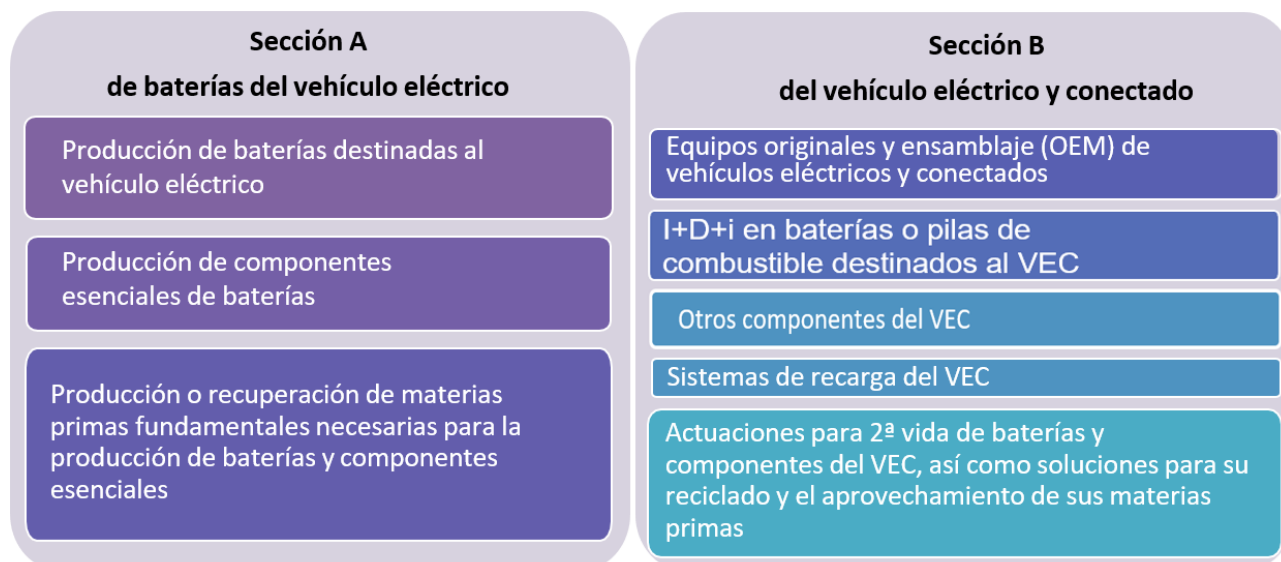 Sección A
de baterías del vehículo eléctrico
Producción de baterías destinadas al
vehículo eléctrico
Producción de componentes
esenciales de baterías
Producción o recuperación de materias
primas fundamentales necesarias para la
producción de baterías y componentes
esenciales
Sección B
del vehículo eléctrico y conectado
Equipos originales y ensamblaje (OEM) de
vehículos eléctricos y conectados
I+D+i en baterías o pilas de
combustible destinados al VEC
Otros componentes del VEC
Sistemas de recarga del VEC
Actuaciones para 2ª vida de baterías y
componentes del VEC, así como soluciones para su
reciclado y el aprovechamiento de sus materias
primas